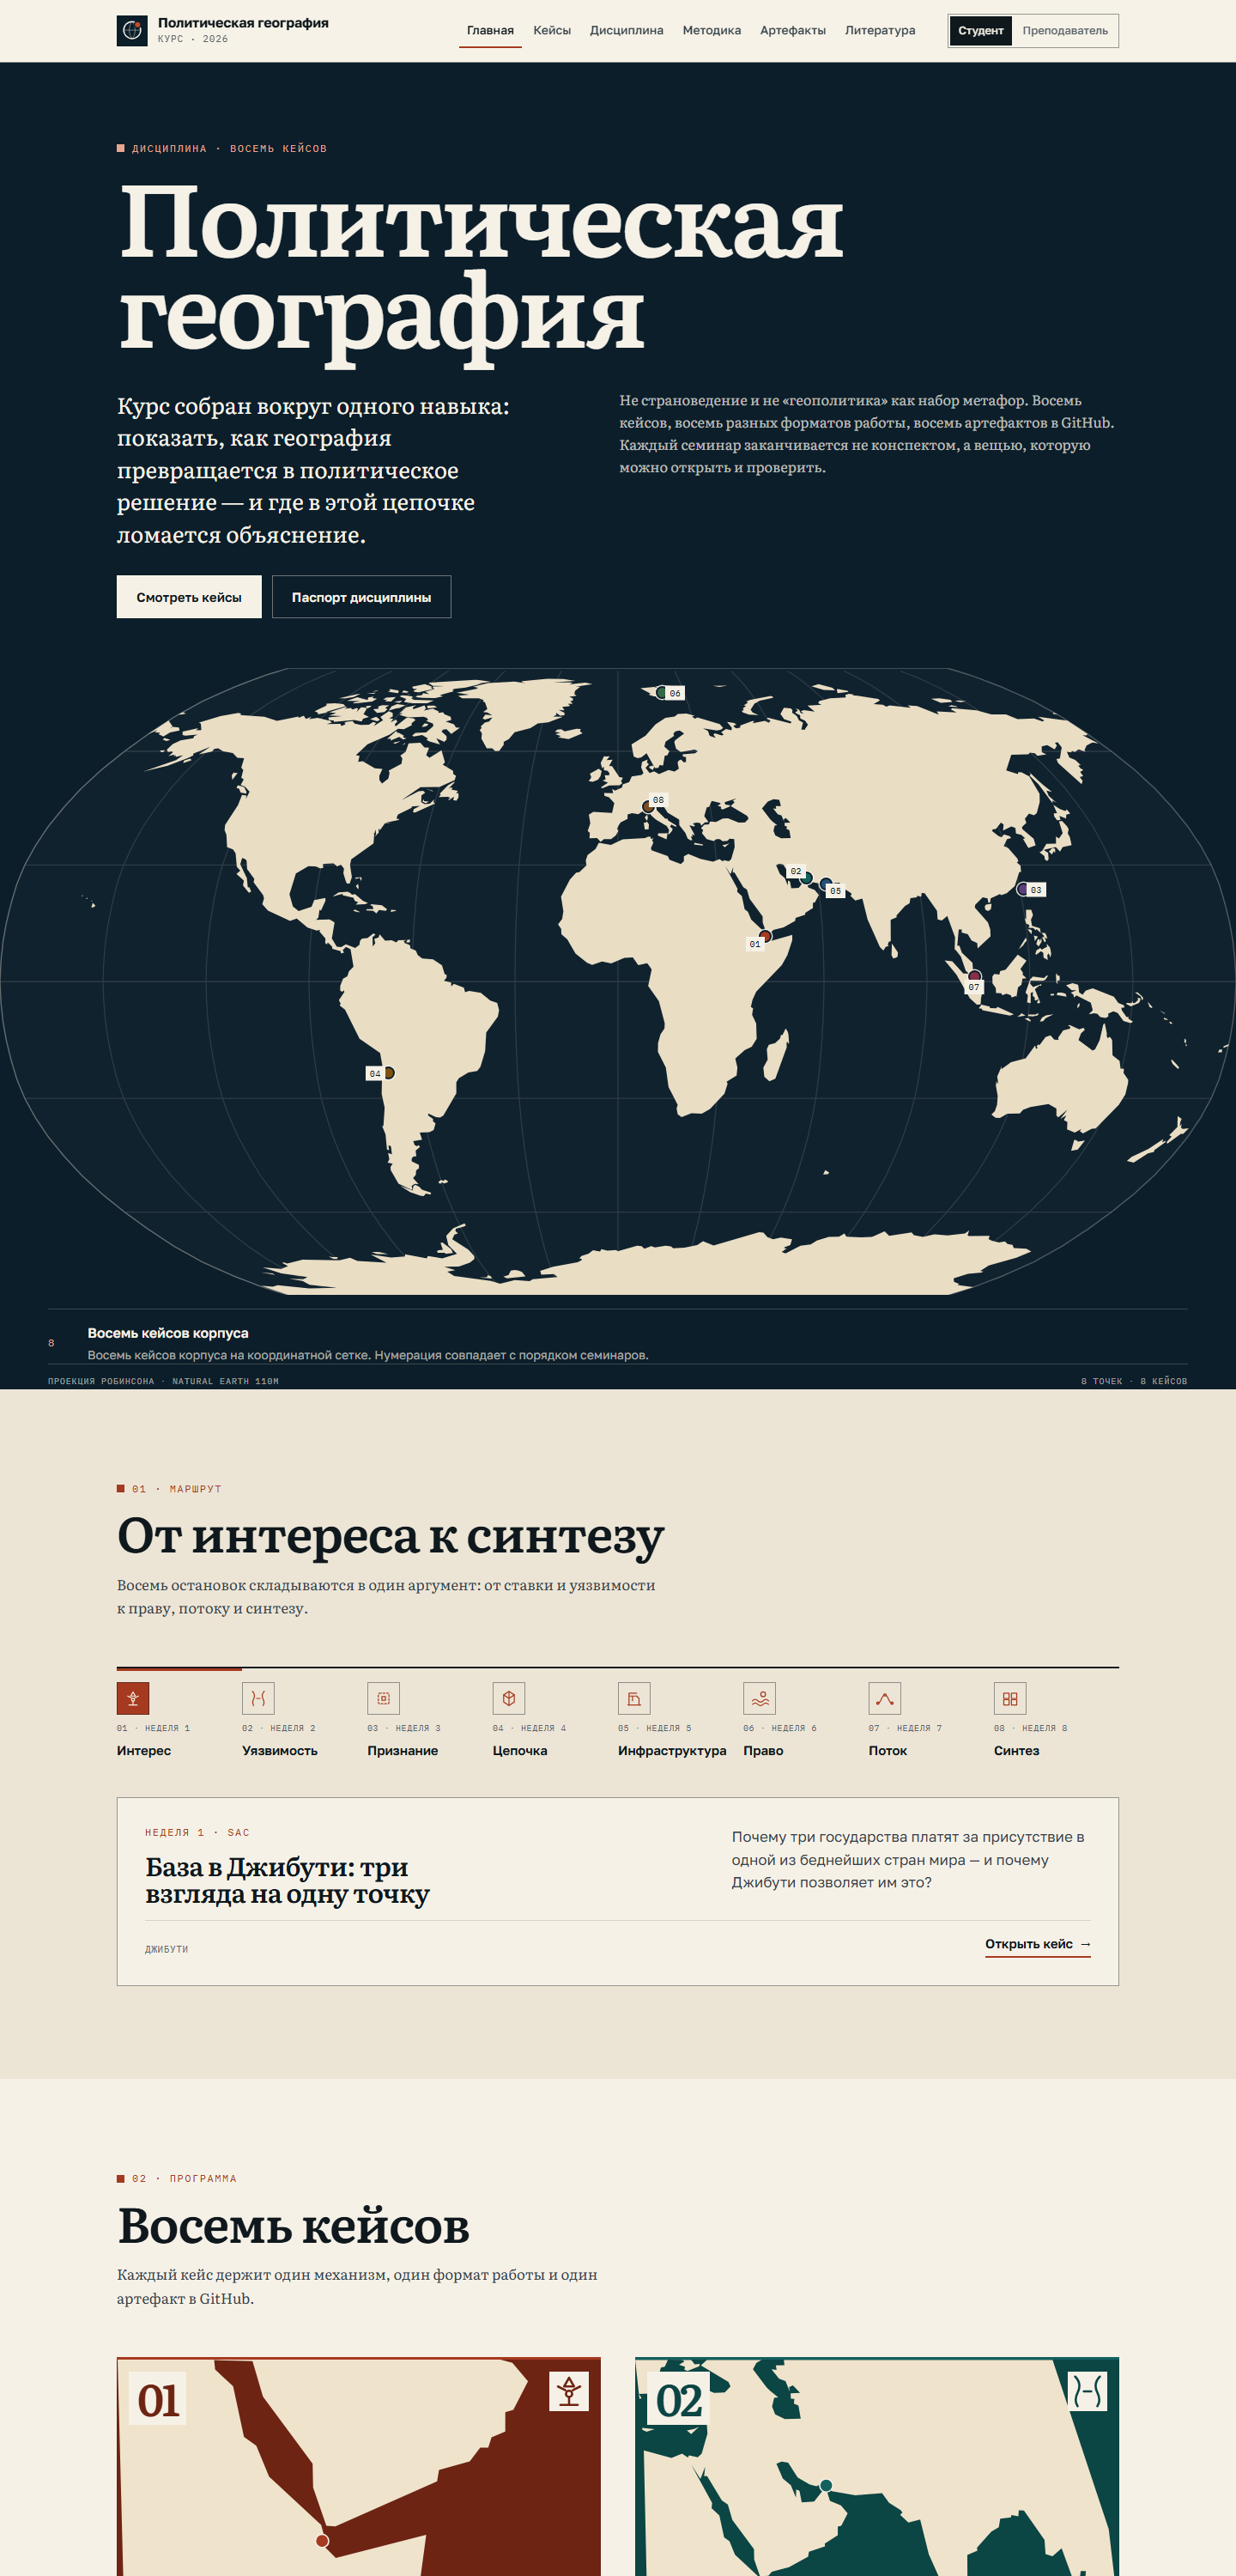 Политическая география
КУРС · 2026
Главная
Кейсы
Дисциплина
Методика
Артефакты
Литература
Студент
Преподаватель
ДИСЦИПЛИНА · ВОСЕМЬ КЕЙСОВ
Политическая
география
Курс собран вокруг одного навыка:
показать, как география
превращается в политическое
решение — и где в этой цепочке
ломается объяснение.
Не страноведение и не «геополитика» как набор метафор. Восемь
кейсов, восемь разных форматов работы, восемь артефактов в GitHub.
Каждый семинар заканчивается не конспектом, а вещью, которую
можно открыть и проверить.
Смотреть кейсы
Паспорт дисциплины
06
08
02
05
03
01
07
04
8
Восемь кейсов корпуса
Восемь кейсов корпуса на координатной сетке. Нумерация совпадает с порядком семинаров.
ПРОЕКЦИЯ РОБИНСОНА · NATURAL EARTH 110M
8 ТОЧЕК · 8 КЕЙСОВ
01 · МАРШРУТ
От интереса к синтезу
Восемь остановок складываются в один аргумент: от ставки и уязвимости
к праву, потоку и синтезу.
01 · НЕДЕЛЯ 1
Интерес
02 · НЕДЕЛЯ 2
Уязвимость
03 · НЕДЕЛЯ 3
Признание
04 · НЕДЕЛЯ 4
Цепочка
05 · НЕДЕЛЯ 5
Инфраструктура
06 · НЕДЕЛЯ 6
Право
07 · НЕДЕЛЯ 7
Поток
08 · НЕДЕЛЯ 8
Синтез
НЕДЕЛЯ 1 · SAC
База в Джибути: три
взгляда на одну точку
Почему три государства платят за присутствие в
одной из беднейших стран мира — и почему
Джибути позволяет им это?
ДЖИБУТИ
Открыть кейс →
02 · ПРОГРАММА
Восемь кейсов
Каждый кейс держит один механизм, один формат работы и один
артефакт в GitHub.
01
02